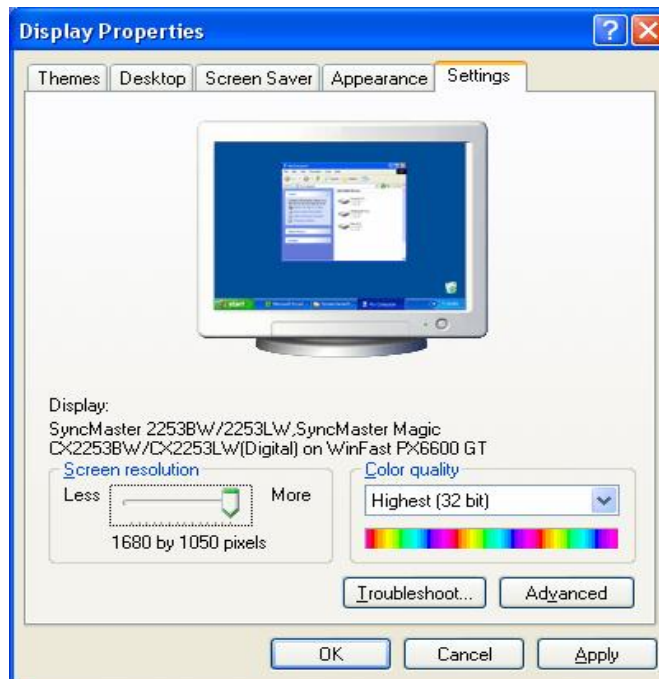 Display Properties
Themes Desktop Screen Saver Appearance Settings
start
Display:
SyncMaster 2253BW/2253LW,SyncMaster Magic
CX2253BW/CX2253LW(Digital) on WinFast PX6600 GT
Screen resolution
Less More
1680 by 1050 pixels
Color quality
Highest (32 bit)
Troubleshoot... Advanced
OK Cancel Apply